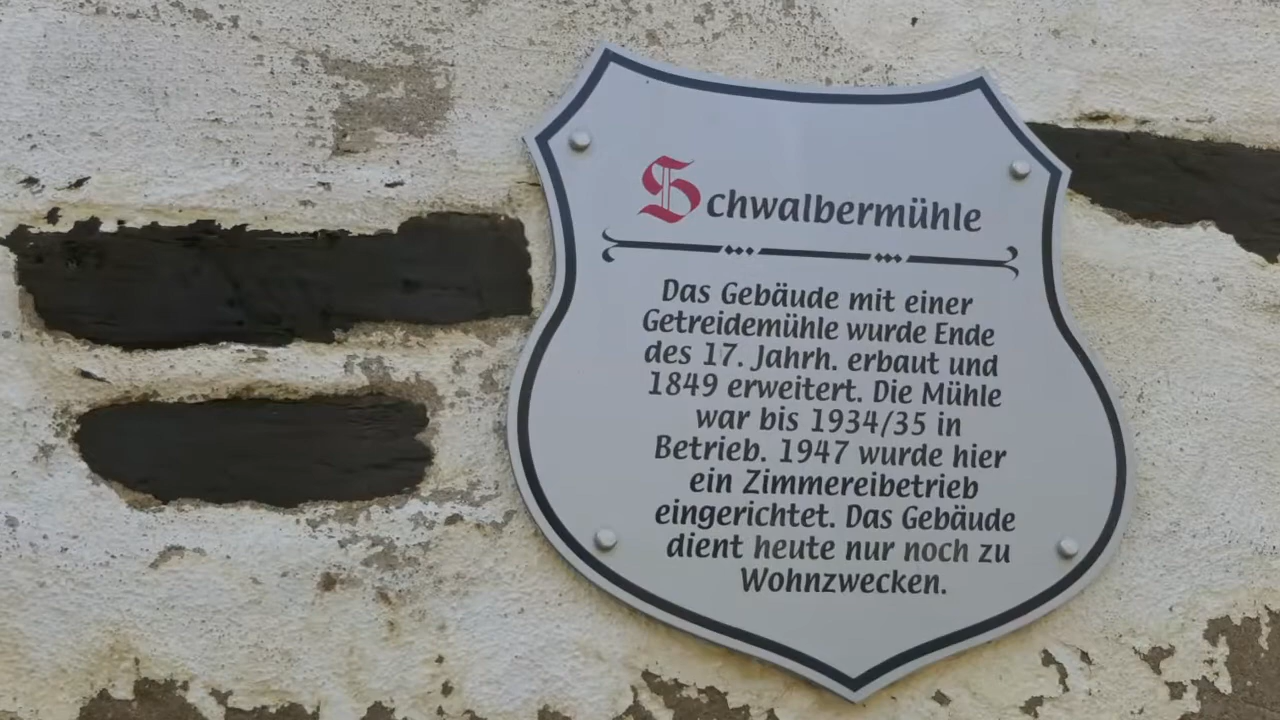 Schwalbermühle
Das Gebäude mit einer
Getreidemühle wurde Ende
des 17. Jahrh. erbaut und
1849 erweitert. Die Mühle
war bis 1934/35 in
Betrieb. 1947 wurde hier
ein Zimmereibetrieb
eingerichtet. Das Gebäude
dient heute nur noch zu
Wohnzwecken.